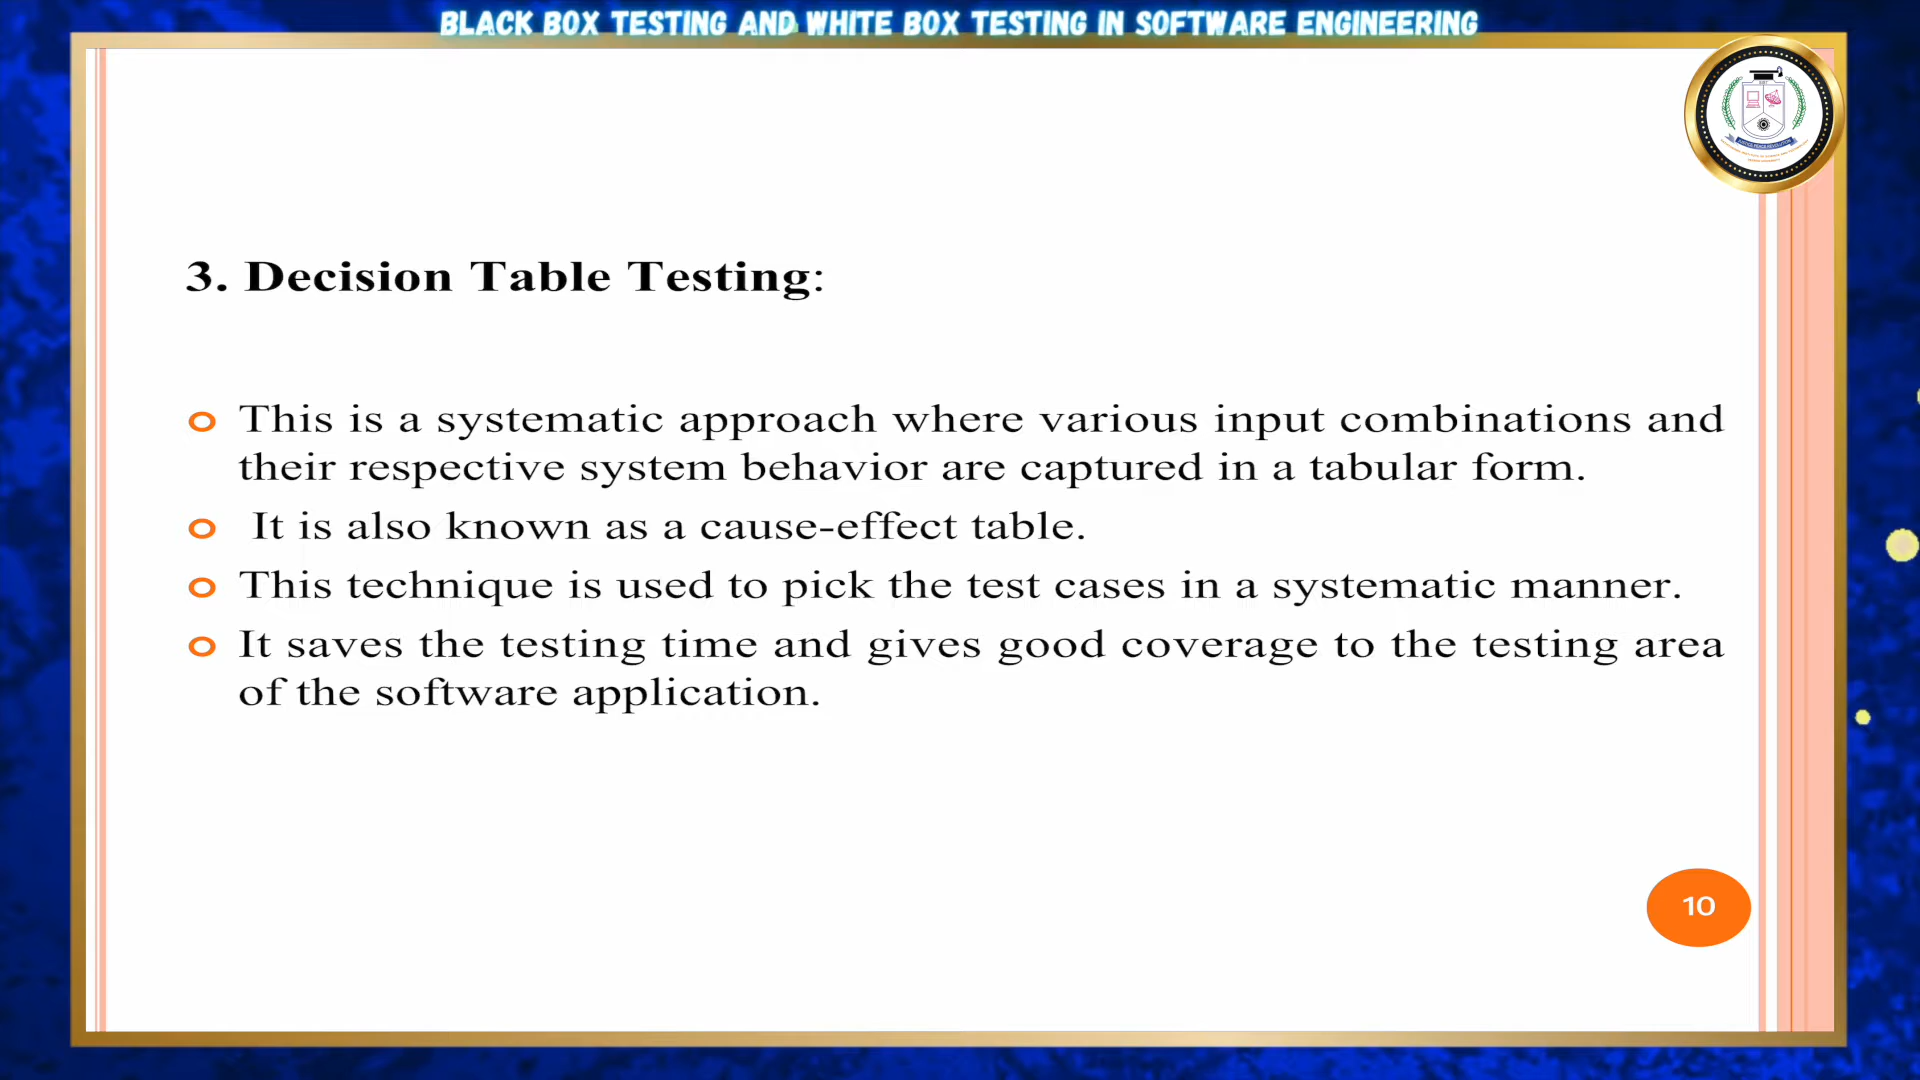 BLACK BOX TESTING AND WHITE BOX TESTING IN SOFTWARE ENGINEERING
3. Decision Table Testing:
This is a systematic approach where various input combinations and
their respective system behavior are captured in a tabular form.
It is also known as a cause-effect table.
This technique is used to pick the test cases in a systematic manner.
It saves the testing time and gives good coverage to the testing area
of the software application.
10